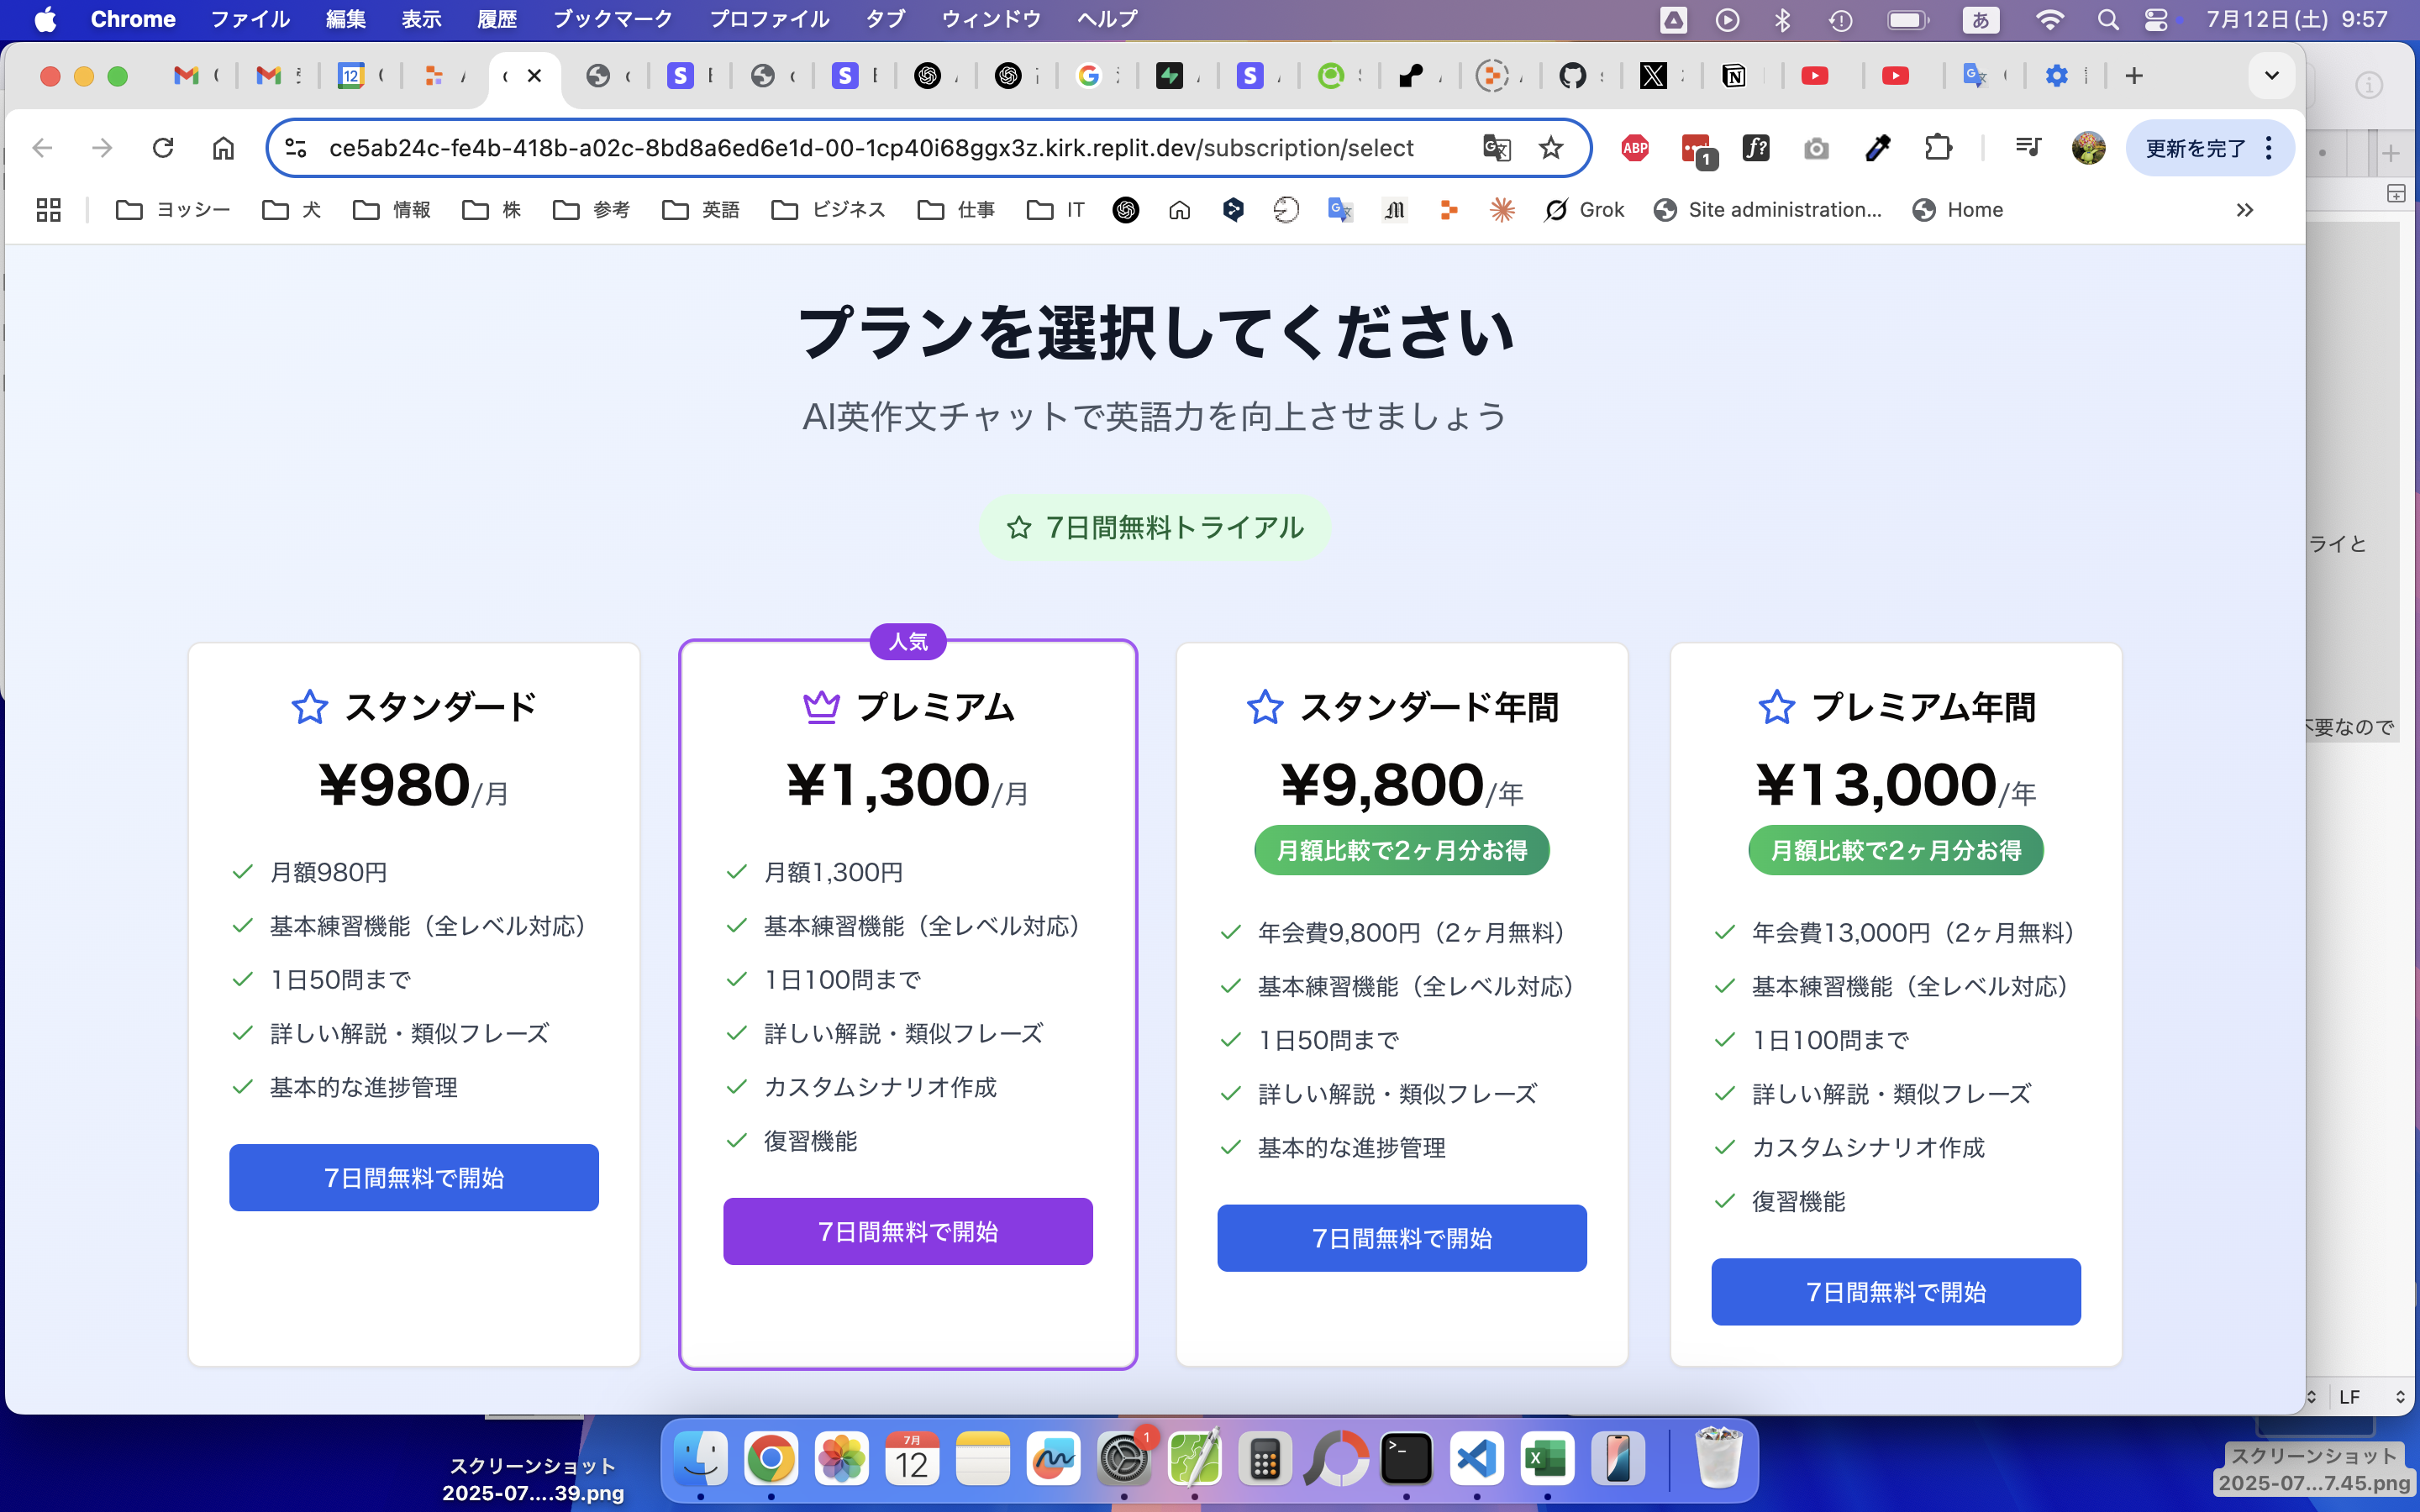 Chrome ファイル 編集 表示 履歴 ブックマーク プロファイル タブ ウィンドウ ヘルプ
あ 7月12日(土) 9:57
12
ce5ab24c-fe4b-418b-a02c-8bd8a6ed6e1d-00-1cp40i68ggx3z.kirk.replit.dev/subscription/select
ABP 1 f? 更新を完了
ヨッシー 犬 情報 株 参考 英語 ビジネス 仕事 IT Grok Site administration... Home
プランを選択してください
AI英作文チャットで英語力を向上させましょう
7日間無料トライアル
ライと
不要なので
スタンダード
¥980/月
月額980円
基本練習機能（全レベル対応）
1日50問まで
詳しい解説・類似フレーズ
基本的な進捗管理
7日間無料で開始
人気
プレミアム
¥1,300/月
月額1,300円
基本練習機能（全レベル対応）
1日100問まで
詳しい解説・類似フレーズ
カスタムシナリオ作成
復習機能
7日間無料で開始
スタンダード年間
¥9,800/年
月額比較で2ヶ月分お得
年会費9,800円（2ヶ月無料）
基本練習機能（全レベル対応）
1日50問まで
詳しい解説・類似フレーズ
基本的な進捗管理
7日間無料で開始
プレミアム年間
¥13,000/年
月額比較で2ヶ月分お得
年会費13,000円（2ヶ月無料）
基本練習機能（全レベル対応）
1日100問まで
詳しい解説・類似フレーズ
カスタムシナリオ作成
復習機能
7日間無料で開始
LF
スクリーンショット
2025-07....39.png
7月
12
1
スクリーンショット
2025-07...7.45.png